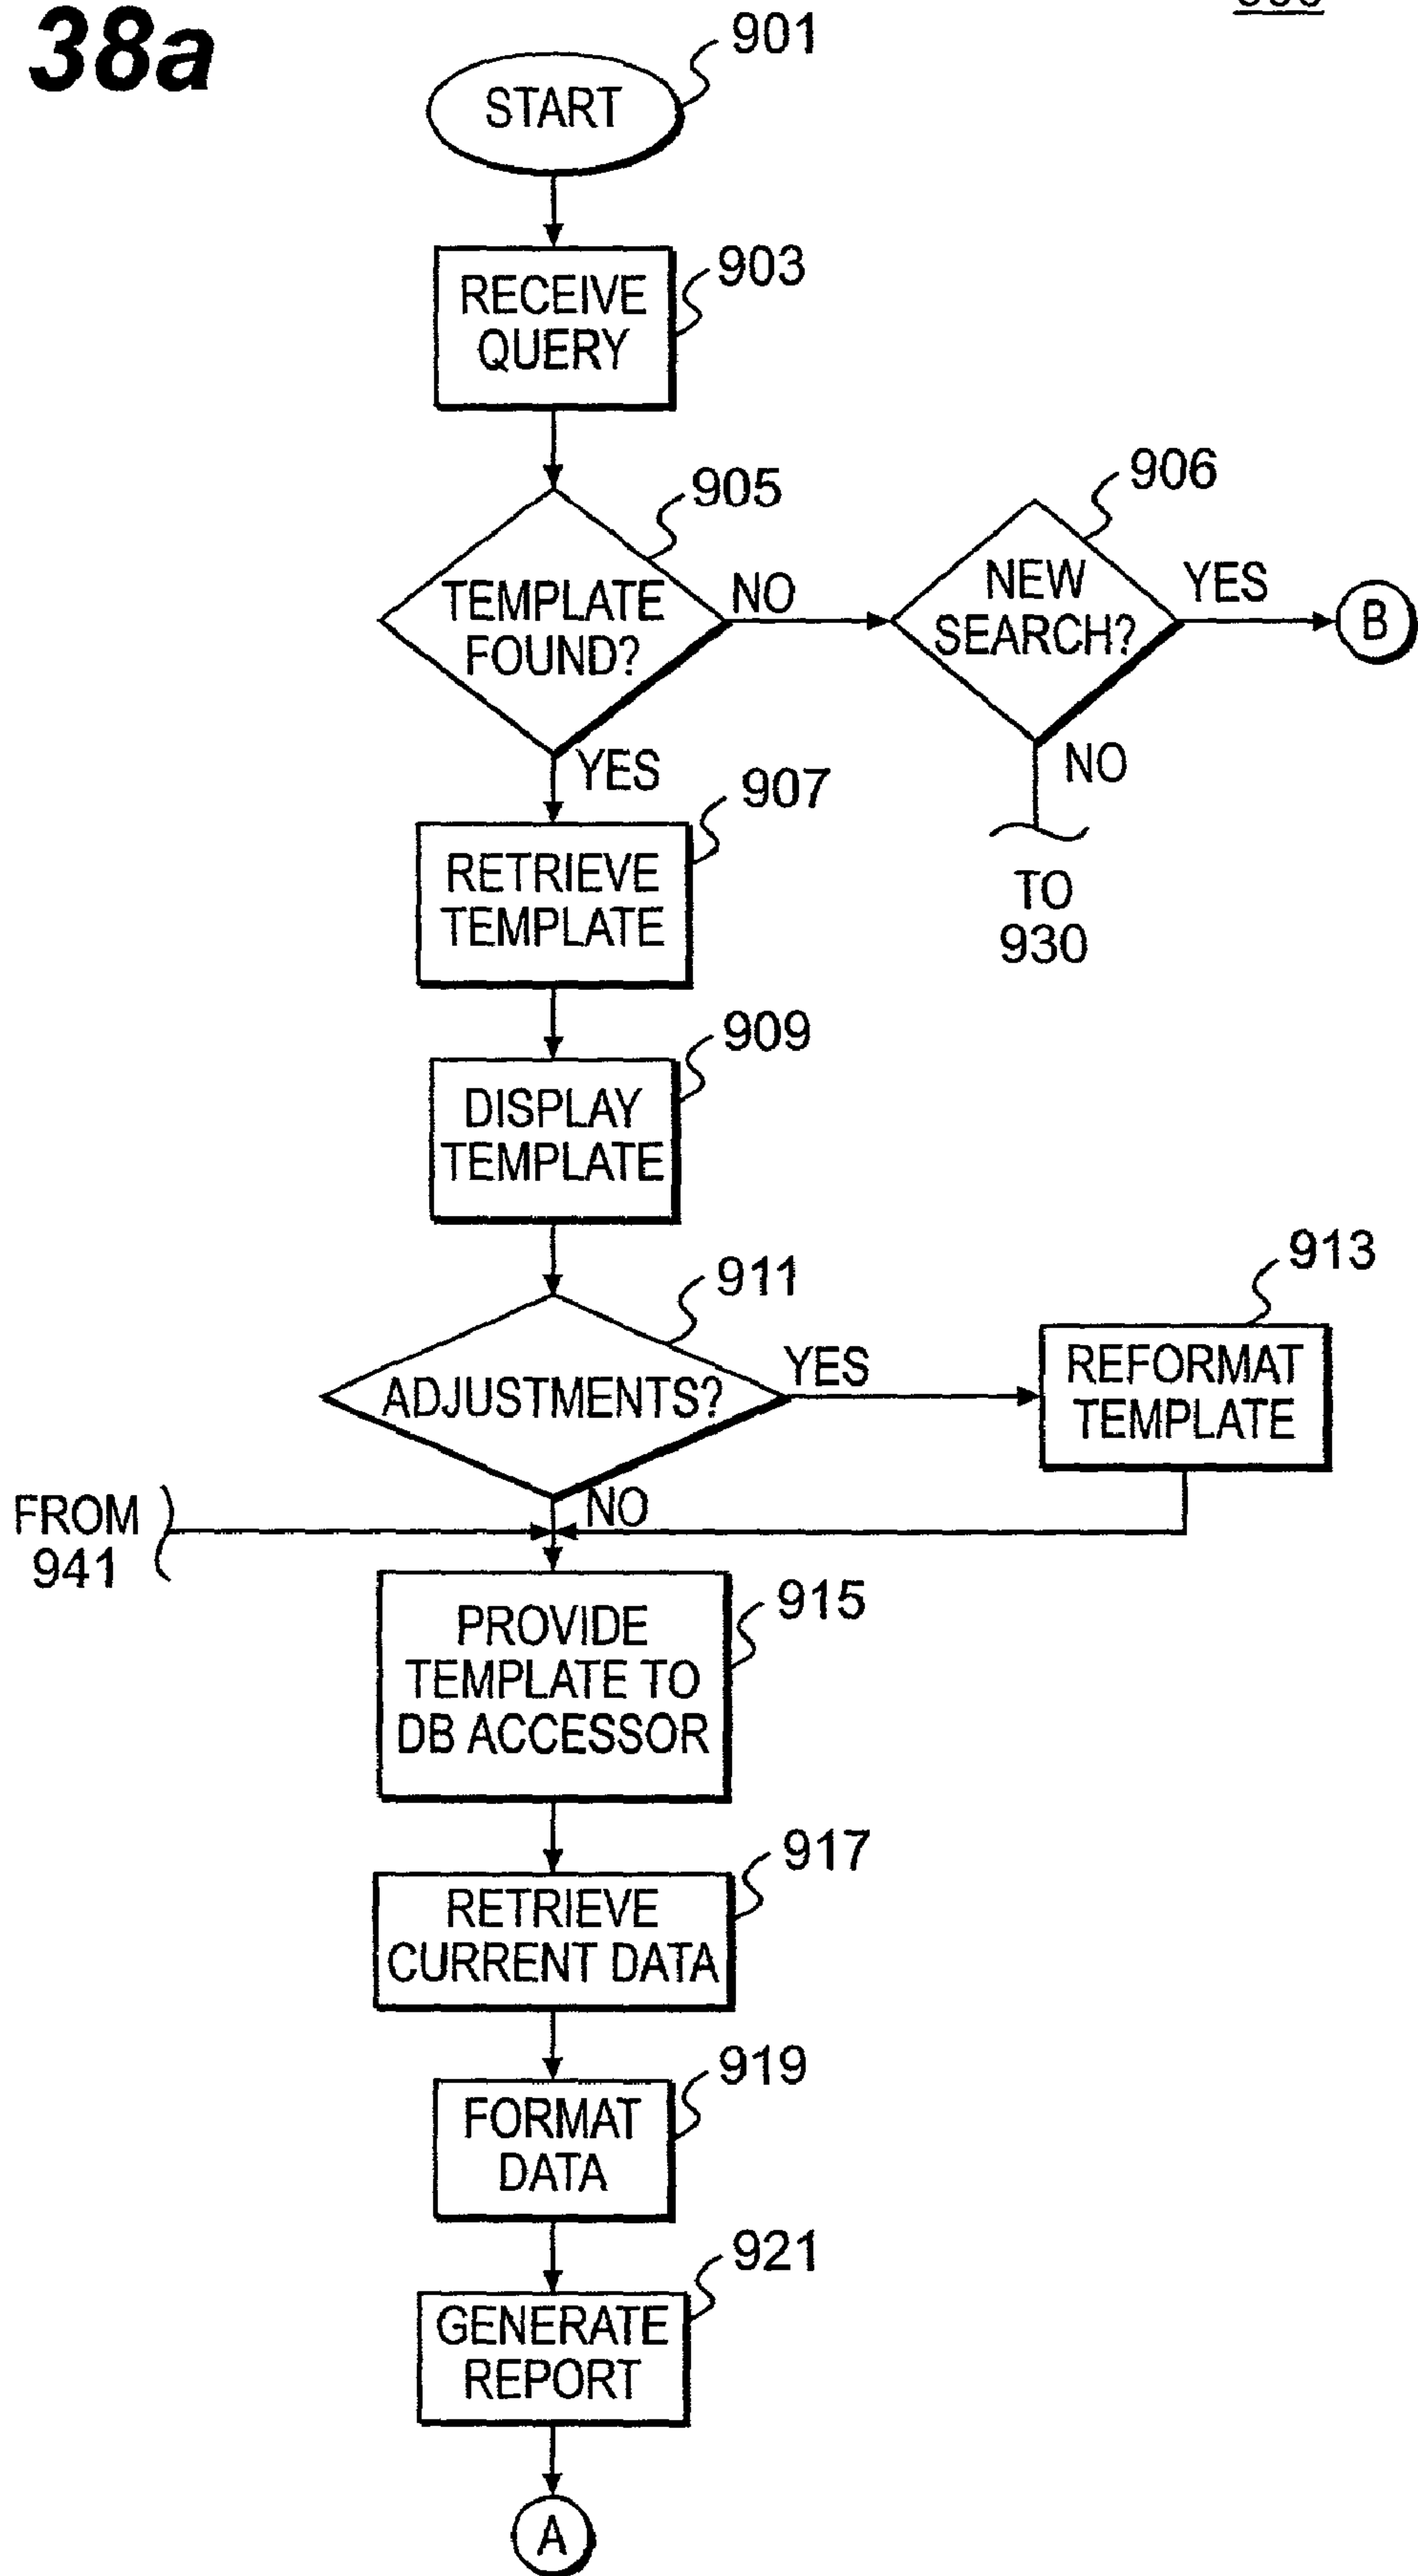 38a
901
START
903
RECEIVE
QUERY
905
906
TEMPLATE
FOUND?
NO
NEW
SEARCH?
YES
B
YES
NO
907
RETRIEVE
TEMPLATE
TO
930
909
DISPLAY
TEMPLATE
911
913
ADJUSTMENTS?
YES
REFORMAT
TEMPLATE
NO
FROM
941
915
PROVIDE
TEMPLATE TO
DB ACCESSOR
917
RETRIEVE
CURRENT DATA
919
FORMAT
DATA
921
GENERATE
REPORT
A